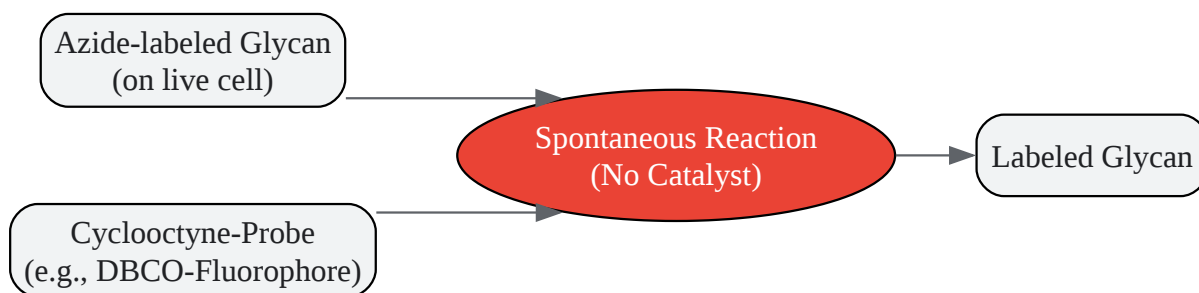 Azide-labeled Glycan
(on live cell)
Spontaneous Reaction
(No Catalyst)
Labeled Glycan
Cyclooctyne-Probe
(e.g., DBCO-Fluorophore)